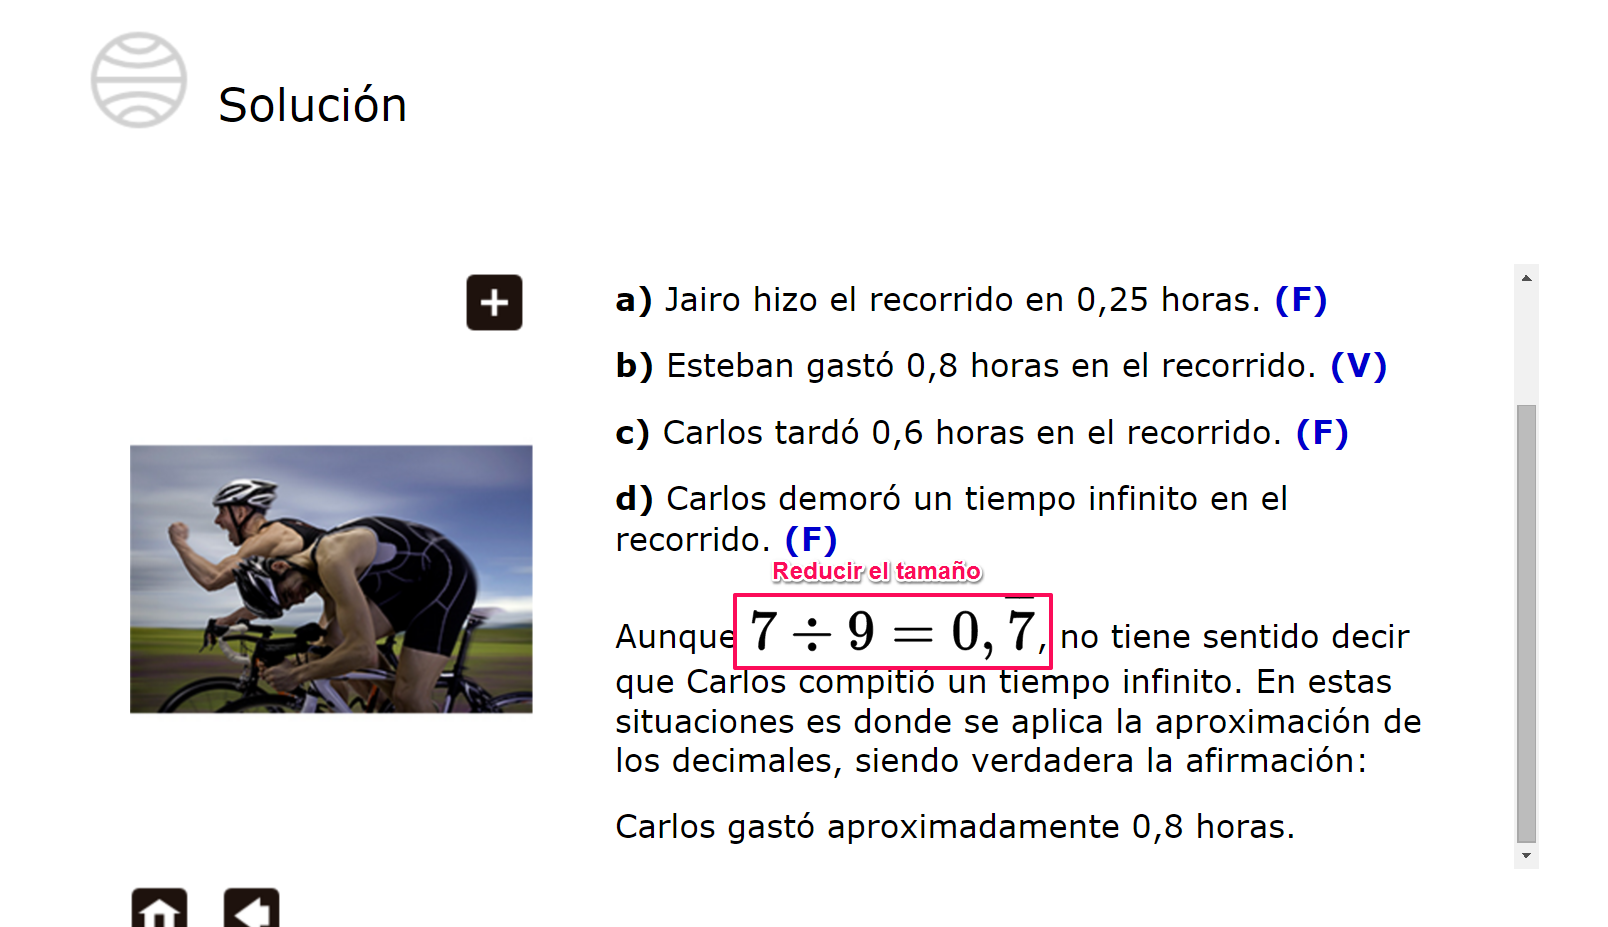 Solución
a) Jairo hizo el recorrido en 0,25 horas. (F)
b) Esteban gastó 0,8 horas en el recorrido. (V)
c) Carlos tardó 0,6 horas en el recorrido. (F)
d) Carlos demoró un tiempo infinito en el
recorrido. (F)
Reducir el tamaño
Aunque 7 ÷ 9 = 0, 7̅, no tiene sentido decir
que Carlos compitió un tiempo infinito. En estas
situaciones es donde se aplica la aproximación de
los decimales, siendo verdadera la afirmación:
Carlos gastó aproximadamente 0,8 horas.